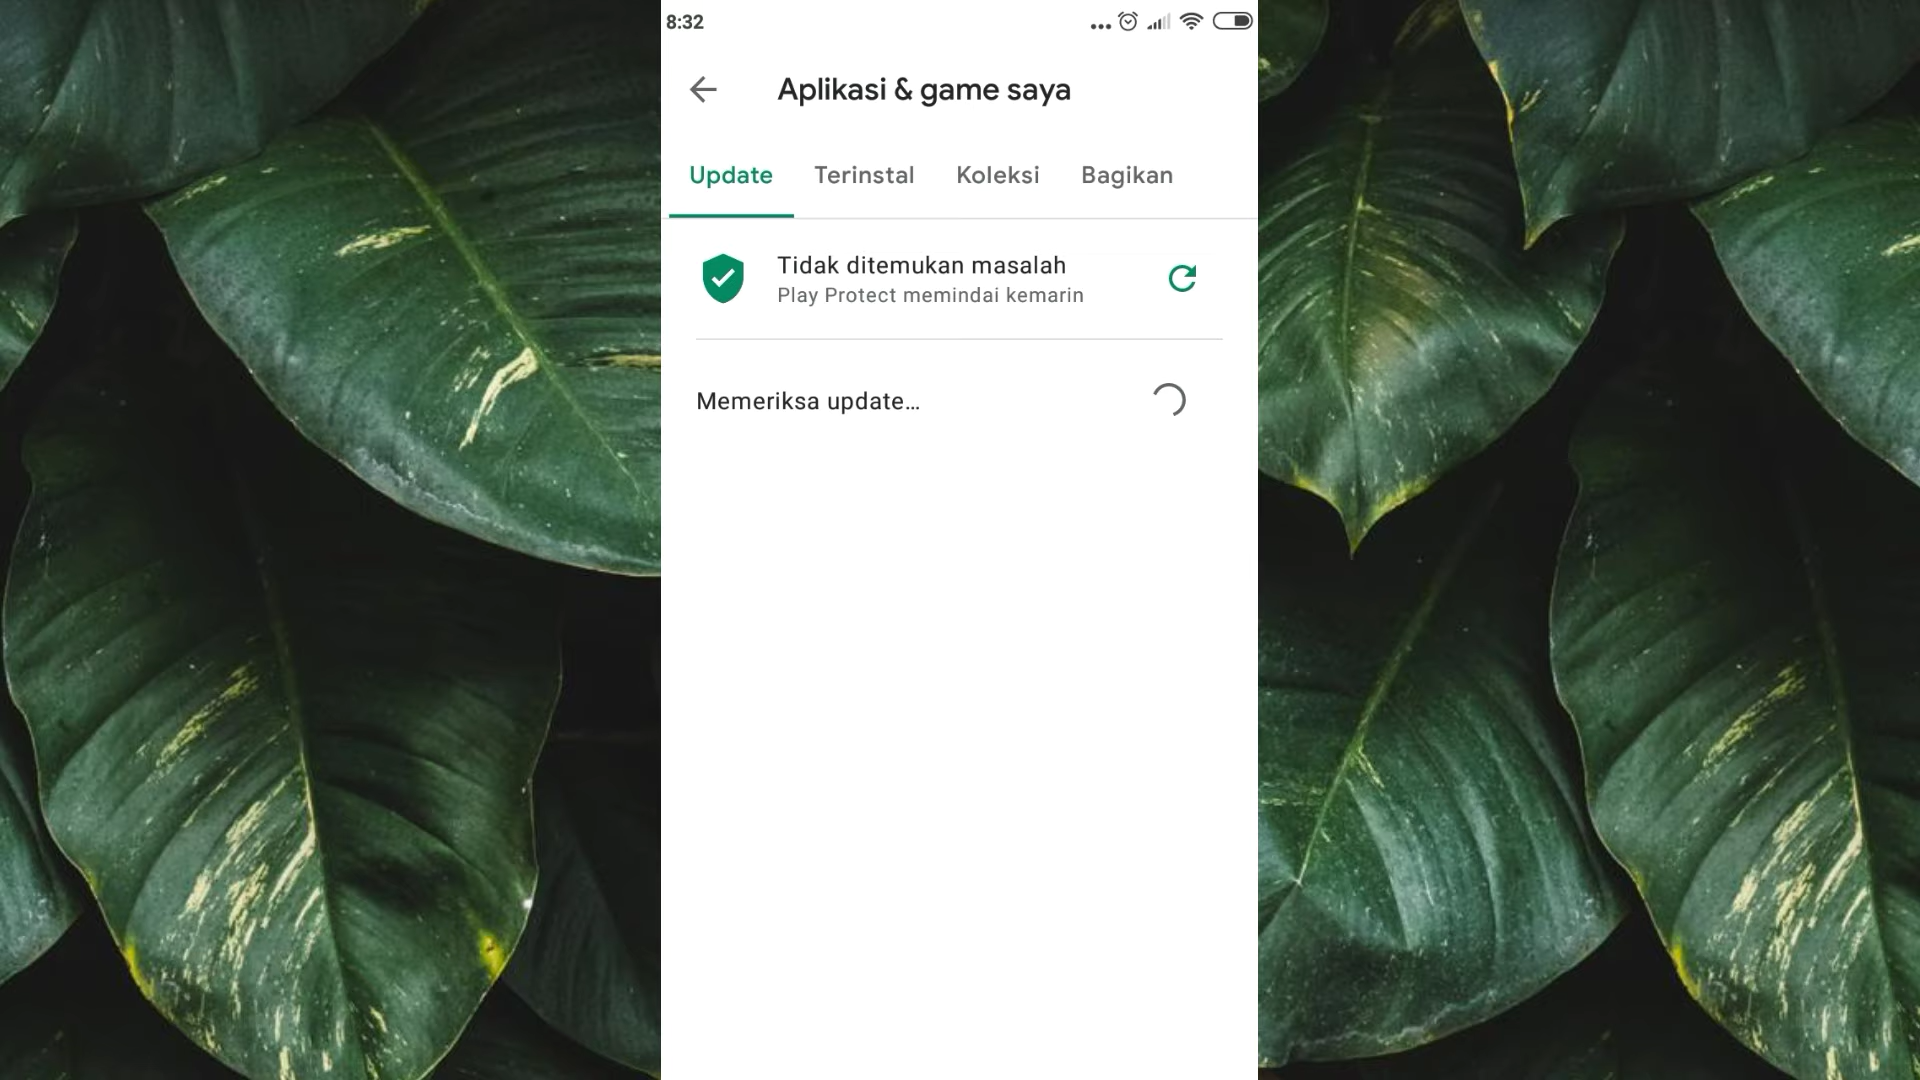 8:32
Aplikasi & game saya
Update Terinstal Koleksi Bagikan
Tidak ditemukan masalah
Play Protect memindai kemarin
Memeriksa update...